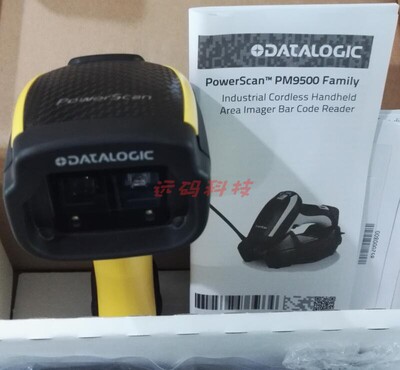 DATALOGIC
PowerScan™ PM9500 Family
Industrial Cordless Handheld
Area Imager Bar Code Reader
PowerScan
DATALOGIC
远码科技